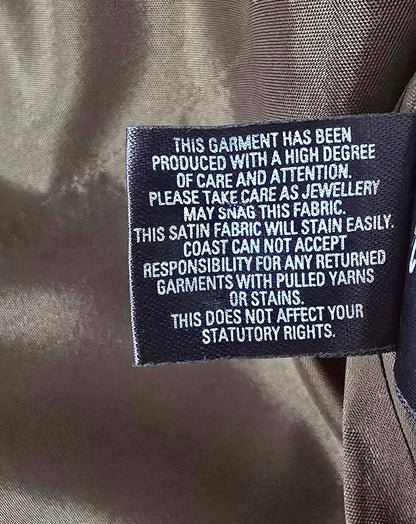 THIS GARMENT HAS BEEN
PRODUCED WITH A HIGH DEGREE
OF CARE AND ATTENTION.
PLEASE TAKE CARE AS JEWELLERY
MAY SNAG THIS FABRIC.
THIS SATIN FABRIC WILL STAIN EASILY.
COAST CAN NOT ACCEPT
RESPONSIBILITY FOR ANY RETURNED
GARMENTS WITH PULLED YARNS
OR STAINS.
THIS DOES NOT AFFECT YOUR
STATUTORY RIGHTS.